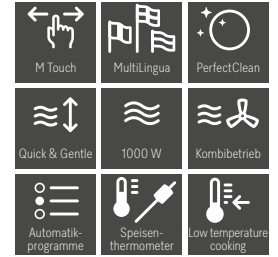 M Touch
MultiLingua
PerfectClean
Quick & Gentle
1000 W
Kombibetrieb
Automatik-
programme
Speisen-
thermometer
Low temperature
cooking